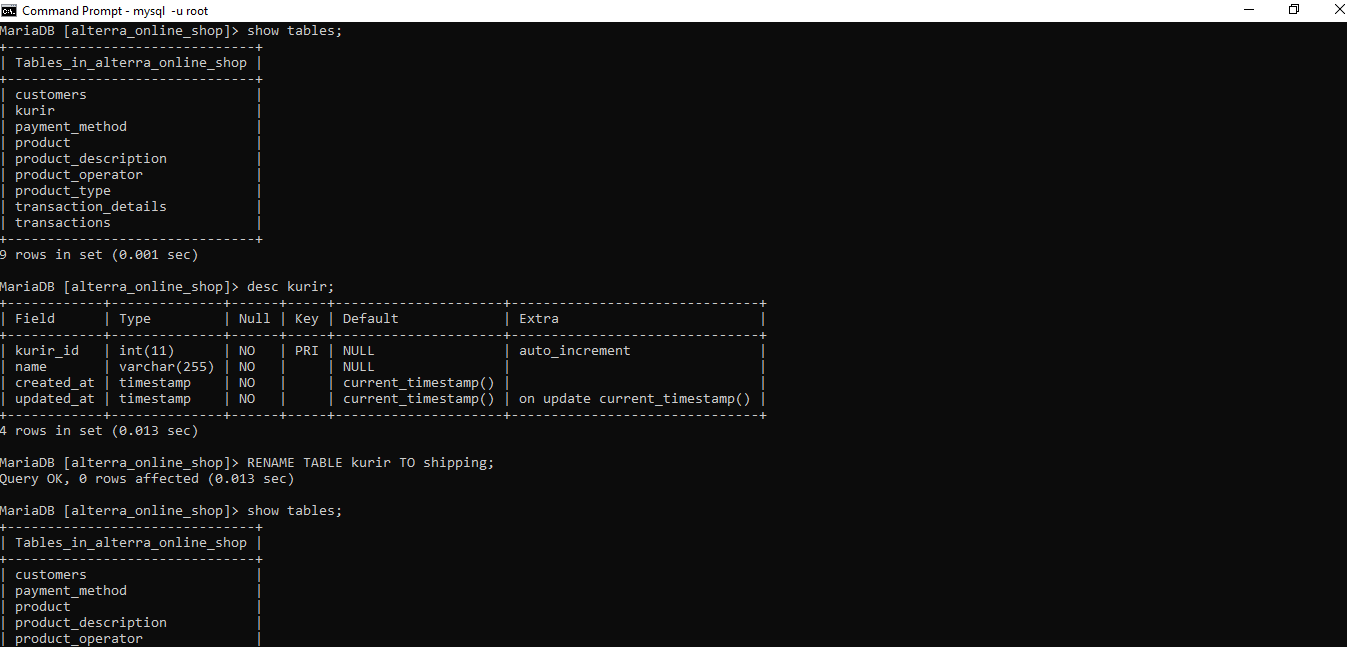 Command Prompt - mysql  -u root
MariaDB [alterra_online_shop]> show tables;
+-------------------------------+
| Tables_in_alterra_online_shop |
+-------------------------------+
| customers                     |
| kurir                         |
| payment_method                |
| product                       |
| product_description           |
| product_operator              |
| product_type                  |
| transaction_details           |
| transactions                  |
+-------------------------------+
9 rows in set (0.001 sec)
MariaDB [alterra_online_shop]> desc kurir;
+------------+--------------+------+-----+---------------------+-------------------------------+
| Field      | Type         | Null | Key | Default             | Extra                         |
+------------+--------------+------+-----+---------------------+-------------------------------+
| kurir_id   | int(11)      | NO   | PRI | NULL                | auto_increment                |
| name       | varchar(255) | NO   |     | NULL                |                               |
| created_at | timestamp    | NO   |     | current_timestamp() |                               |
| updated_at | timestamp    | NO   |     | current_timestamp() | on update current_timestamp() |
+------------+--------------+------+-----+---------------------+-------------------------------+
4 rows in set (0.013 sec)
MariaDB [alterra_online_shop]> RENAME TABLE kurir TO shipping;
Query OK, 0 rows affected (0.013 sec)
MariaDB [alterra_online_shop]> show tables;
+-------------------------------+
| Tables_in_alterra_online_shop |
+-------------------------------+
| customers                     |
| payment_method                |
| product                       |
| product_description           |
| product_operator              |